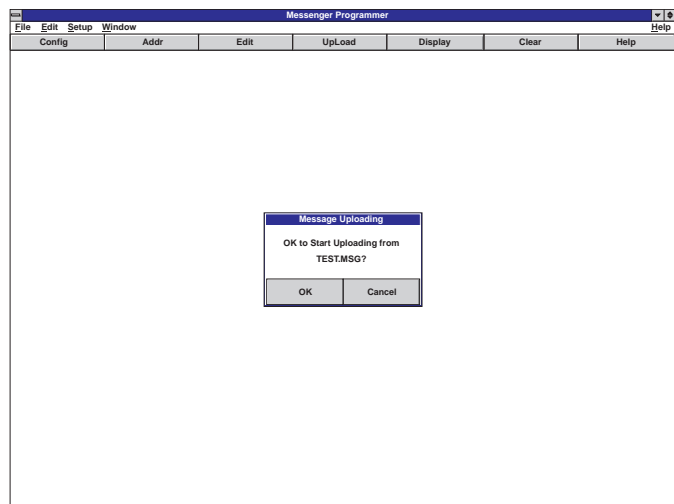 Messenger Programmer
File Edit Setup Window Help
Config Addr Edit UpLoad Display Clear Help
Message Uploading
OK to Start Uploading from
TEST.MSG?
OK Cancel